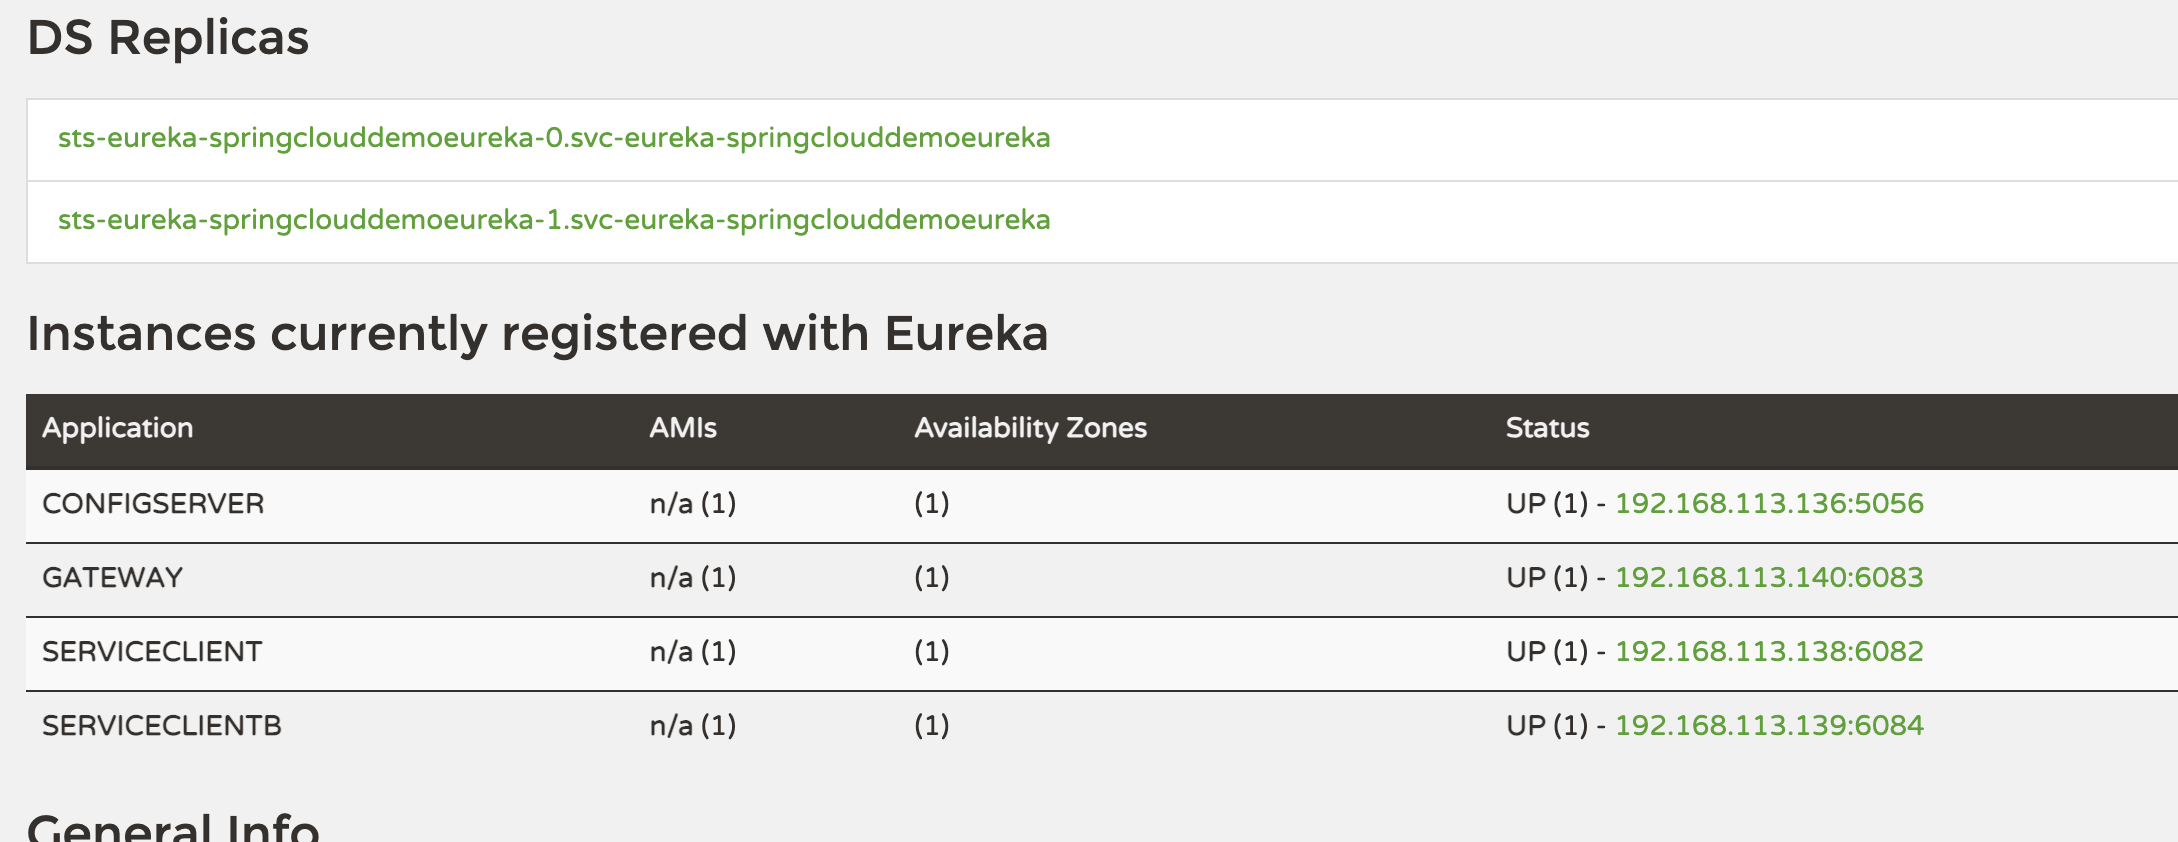 DS Replicas
sts-eureka-springclouddemoeureka-0.svc-eureka-springclouddemoeureka
sts-eureka-springclouddemoeureka-1.svc-eureka-springclouddemoeureka
Instances currently registered with Eureka
Application AMIs Availability Zones Status
CONFIGSERVER n/a (1) (1) UP (1) - 192.168.113.136:5056
GATEWAY n/a (1) (1) UP (1) - 192.168.113.140:6083
SERVICECLIENT n/a (1) (1) UP (1) - 192.168.113.138:6082
SERVICECLIENTB n/a (1) (1) UP (1) - 192.168.113.139:6084
General Info